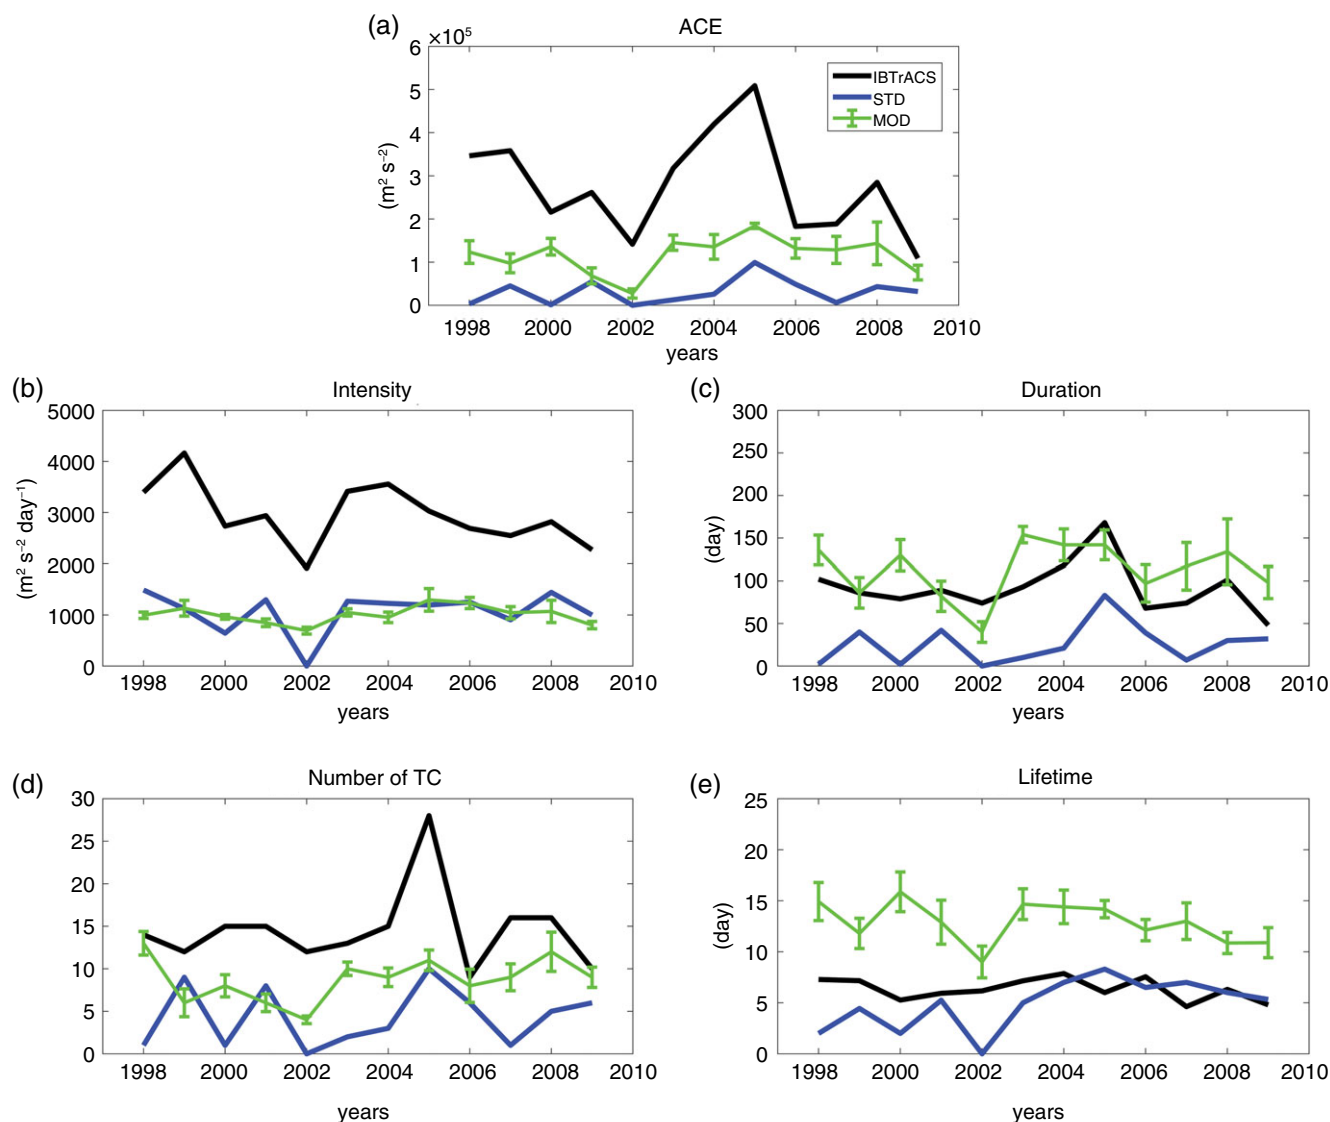 (a)
ACE
×10⁵
6
5
4
3
2
1
0
(m² s⁻²)
IBTrACS
STD
MOD
1998 2000 2002 2004 2006 2008 2010
years
(b)
Intensity
5000
4000
3000
2000
1000
0
(m² s⁻² day⁻¹)
1998 2000 2002 2004 2006 2008 2010
years
(c)
Duration
300
250
200
150
100
50
0
(day)
1998 2000 2002 2004 2006 2008 2010
years
(d)
Number of TC
30
25
20
15
10
5
0
1998 2000 2002 2004 2006 2008 2010
years
(e)
Lifetime
25
20
15
10
5
0
(day)
1998 2000 2002 2004 2006 2008 2010
years